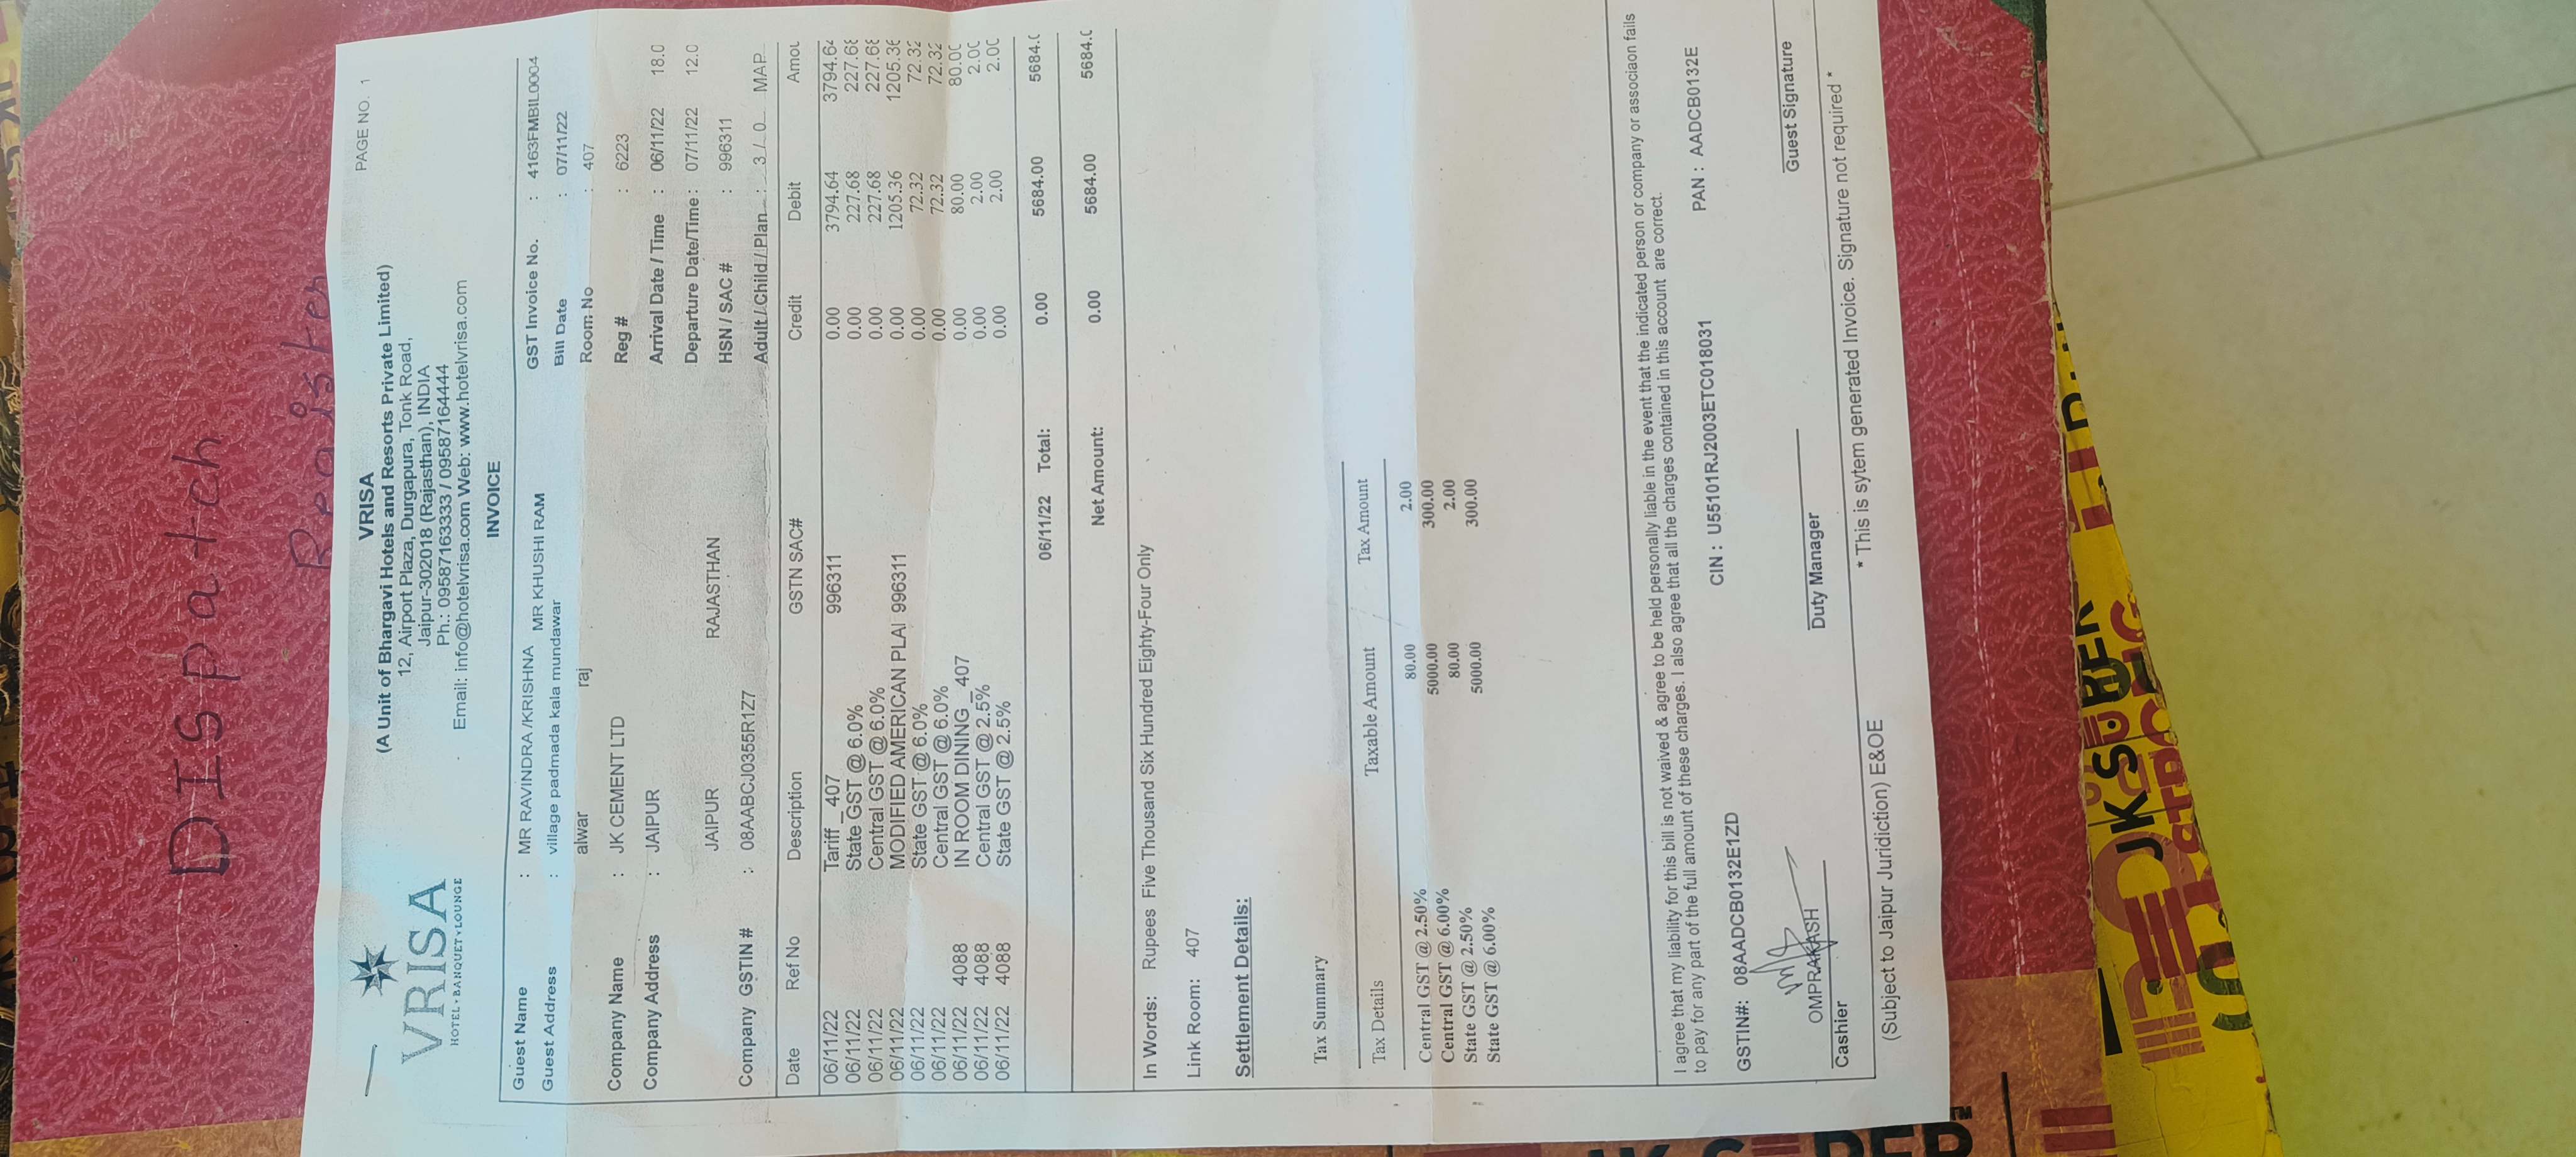 DISpatch
Register
VRISA
HOTEL • BANQUET • LOUNGE
VRISA
(A Unit of Bhargavi Hotels and Resorts Private Limited)
12, Airport Plaza, Durgapura, Tonk Road,
Jaipur-302018 (Rajasthan), INDIA
Ph.: 09587163333 / 09587164444
Email: info@hotelvrisa.com Web: www.hotelvrisa.com
PAGE NO. 1
INVOICE
Guest Name : MR RAVINDRA /KRISHNA MR KHUSHI RAM
Guest Address : village padmada kala mundawar
alwar raj
Company Name : JK CEMENT LTD
Company Address : JAIPUR
JAIPUR RAJASTHAN
Company GSTIN # : 08AABCJ0355R1Z7
GST Invoice No. : 4163FMBIL0004
Bill Date : 07/11/22
Room No : 407
Reg # : 6223
Arrival Date / Time : 06/11/22 18.0
Departure Date/Time : 07/11/22 12.0
HSN / SAC # : 996311
Adult / Child / Plan : 3 / 0 MAP
Date Ref No Description GSTN SAC# Credit Debit Amou
06/11/22 Tariff _ 407 996311 0.00 3794.64 3794.64
06/11/22 State GST @ 6.0% 0.00 227.68 227.68
06/11/22 Central GST @ 6.0% 0.00 227.68 227.68
06/11/22 MODIFIED AMERICAN PLAI 996311 0.00 1205.36 1205.36
06/11/22 State GST @ 6.0% 0.00 72.32 72.32
06/11/22 Central GST @ 6.0% 0.00 72.32 72.32
06/11/22 4088 IN ROOM DINING _ 407 0.00 80.00 80.00
06/11/22 4088 Central GST @ 2.5% 0.00 2.00 2.00
06/11/22 4088 State GST @ 2.5% 0.00 2.00 2.00
06/11/22 Total: 0.00 5684.00 5684.0
Net Amount: 0.00 5684.00 5684.0
In Words: Rupees Five Thousand Six Hundred Eighty-Four Only
Link Room: 407
Settlement Details:
Tax Summary
Tax Details Taxable Amount Tax Amount
Central GST @ 2.50% 80.00 2.00
Central GST @ 6.00% 5000.00 300.00
State GST @ 2.50% 80.00 2.00
State GST @ 6.00% 5000.00 300.00
I agree that my liability for this bill is not waived & agree to be held personally liable in the event that the indicated person or company or associaon fails
to pay for any part of the full amount of these charges. I also agree that all the charges contained in this account are correct.
GSTIN#: 08AADCB0132E1ZD CIN : U55101RJ2003ETC018031 PAN : AADCB0132E
OMPRAKASH
Cashier Duty Manager Guest Signature
(Subject to Jaipur Juridiction) E&OE * This is sytem generated Invoice. Signature not required *
JK SUPER
STRONG